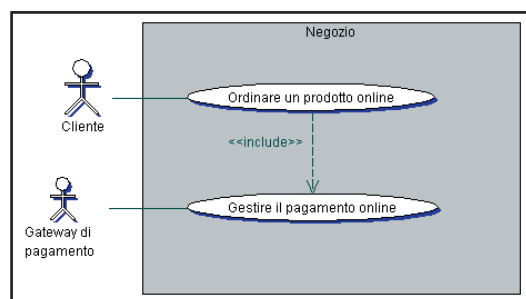 Negozio
Ordinare un prodotto online
Cliente
<<include>>
Gestire il pagamento online
Gateway di
pagamento